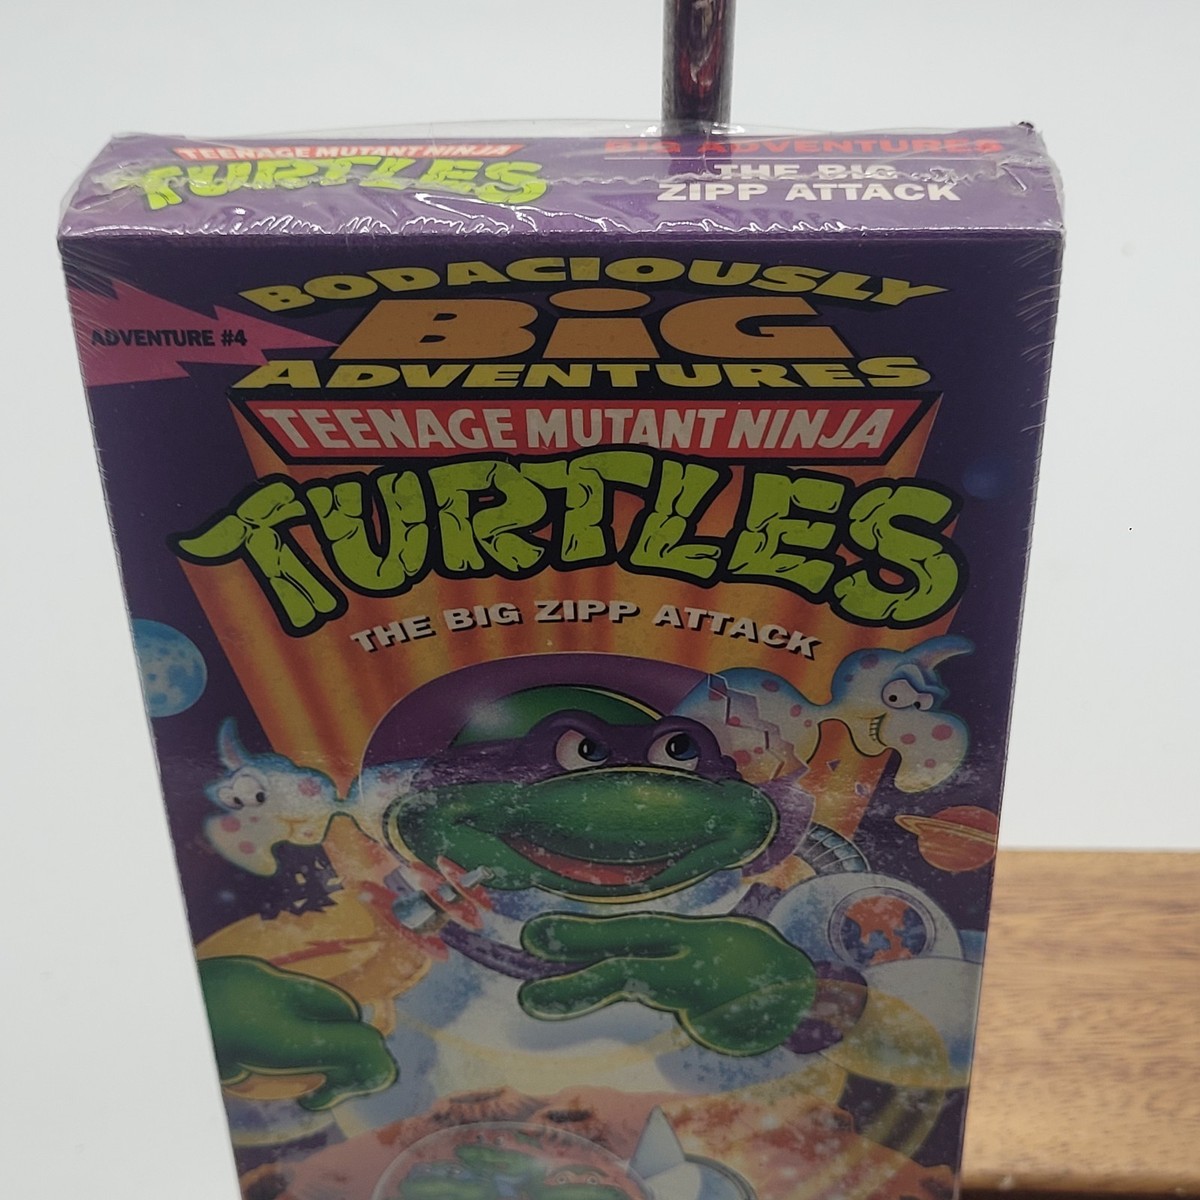 TEENAGE MUTANT NINJA
TURTLES
BIG ADVENTURES
THE BIG
ZIPP ATTACK
ADVENTURE #4
BODACIOUSLY
BIG
ADVENTURES
TEENAGE MUTANT NINJA
TURTLES
THE BIG ZIPP ATTACK